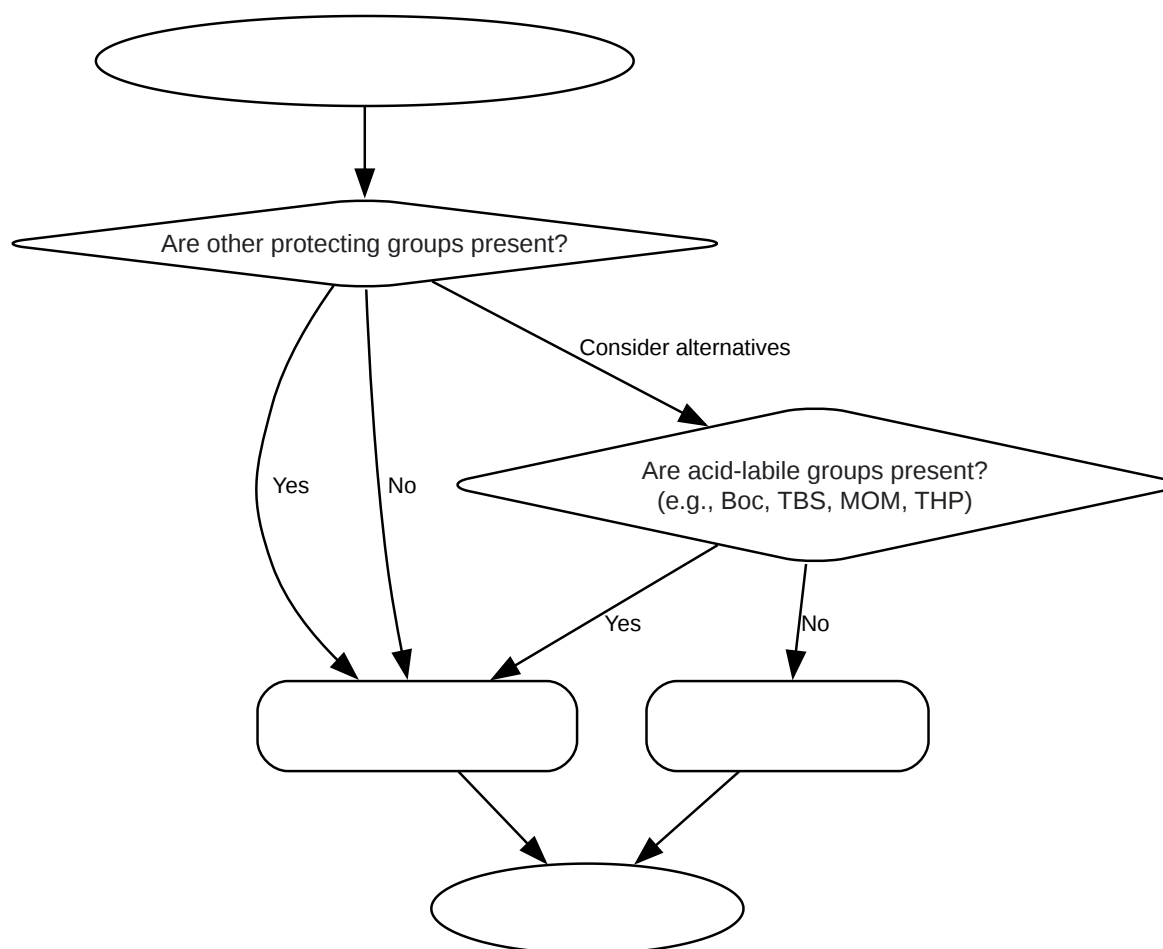 Are other protecting groups present?
Consider alternatives
Yes
No
Are acid-labile groups present?
(e.g., Boc, TBS, MOM, THP)
Yes
No